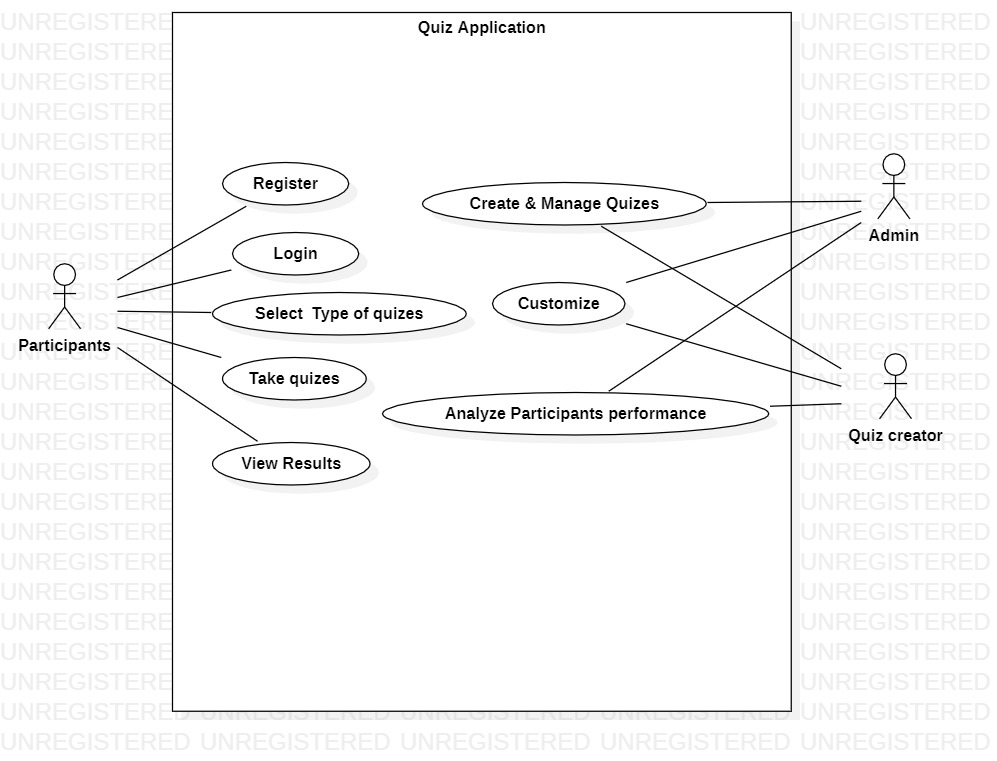 Quiz Application
Register
Create & Manage Quizes
Admin
Login
Select  Type of quizes
Customize
Participants
Take quizes
Analyze Participants performance
Quiz creator
View Results
UNREGISTERED UNREGISTERED UNREGISTERED UNREGISTERED UNREGISTERED